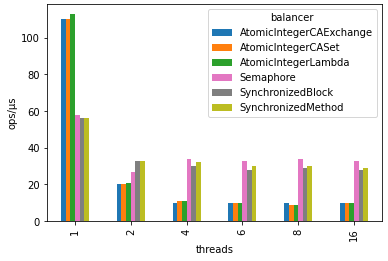 balancer
AtomicIntegerCAExchange
AtomicIntegerCASet
AtomicIntegerLambda
Semaphore
SynchronizedBlock
SynchronizedMethod
ops/µs
100
80
60
40
20
0
1
2
4
6
8
16
threads